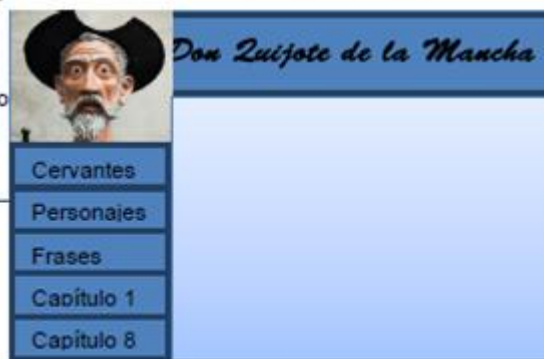 Don Quijote de la Mancha
o
Cervantes
Personajes
Frases
Capítulo 1
Capítulo 8